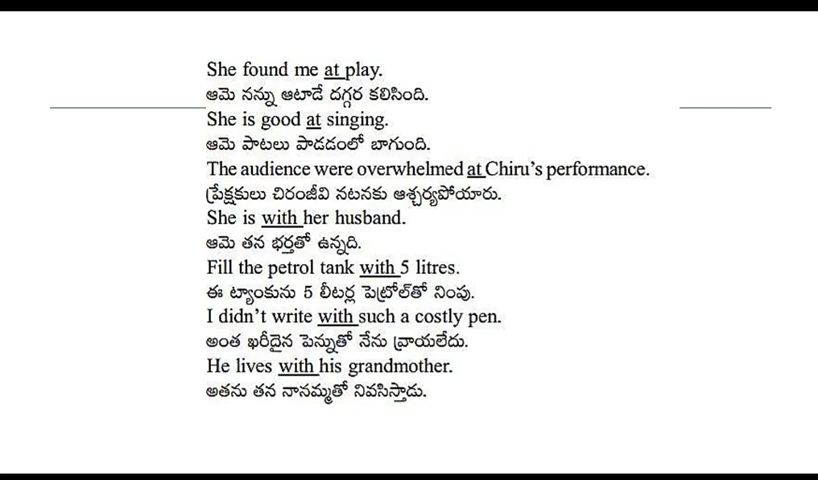 She found me at play.
ఆమె నన్ను ఆటాడే దగ్గర కలిసింది.
She is good at singing.
ఆమె పాటలు పాడడంలో బాగుంది.
The audience were overwhelmed at Chiru’s performance.
ప్రేక్షకులు చిరంజీవి నటనకు ఆశ్చర్యపోయారు.
She is with her husband.
ఆమె తన భర్తతో ఉన్నది.
Fill the petrol tank with 5 litres.
ఈ ట్యాంకును 5 లీటర్ల పెట్రోల్‌తో నింపు.
I didn’t write with such a costly pen.
అంత ఖరీదైన పెన్నుతో నేను వ్రాయలేదు.
He lives with his grandmother.
అతను తన నానమ్మతో నివసిస్తాడు.